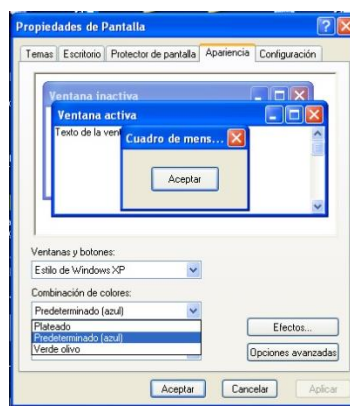 Propiedades de Pantalla
Temas Escritorio Protector de pantalla Apariencia Configuración
Ventana inactiva
Ventana activa
Texto de la vent
Cuadro de mens...
Aceptar
Ventanas y botones:
Estilo de Windows XP
Combinación de colores:
Predeterminado (azul)
Plateado
Predeterminado (azul)
Verde olivo
Efectos...
Opciones avanzadas
Aceptar Cancelar Aplicar